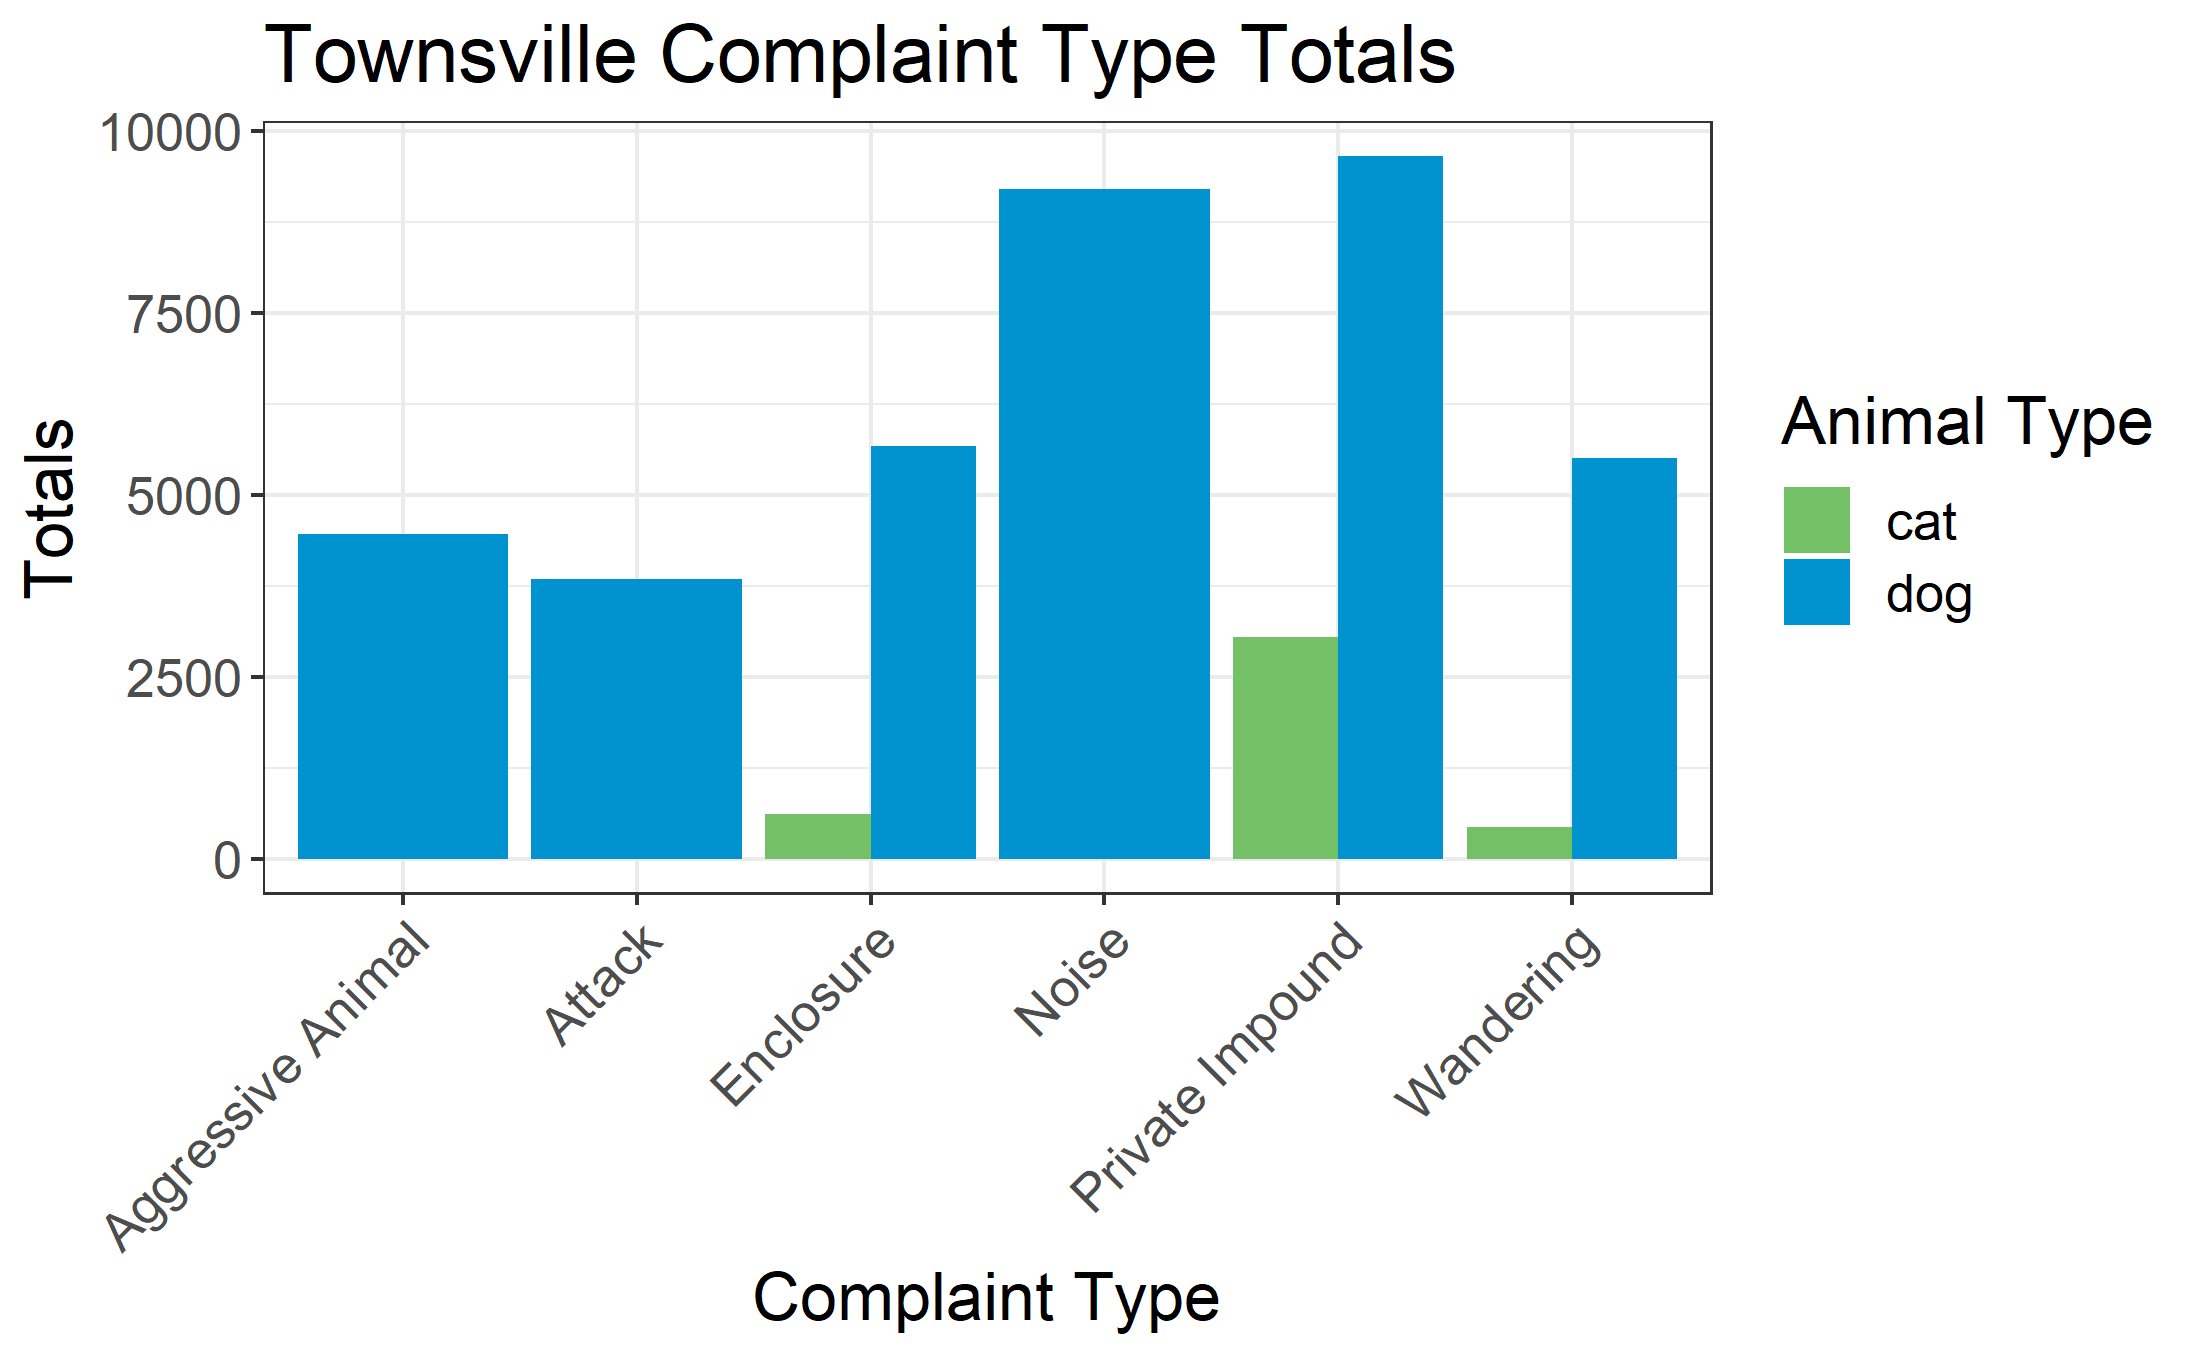 Townsville Complaint Type Totals
10000
7500
5000
2500
0
Totals
Aggressive Animal
Attack
Enclosure
Noise
Private Impound
Wandering
Complaint Type
Animal Type
cat
dog